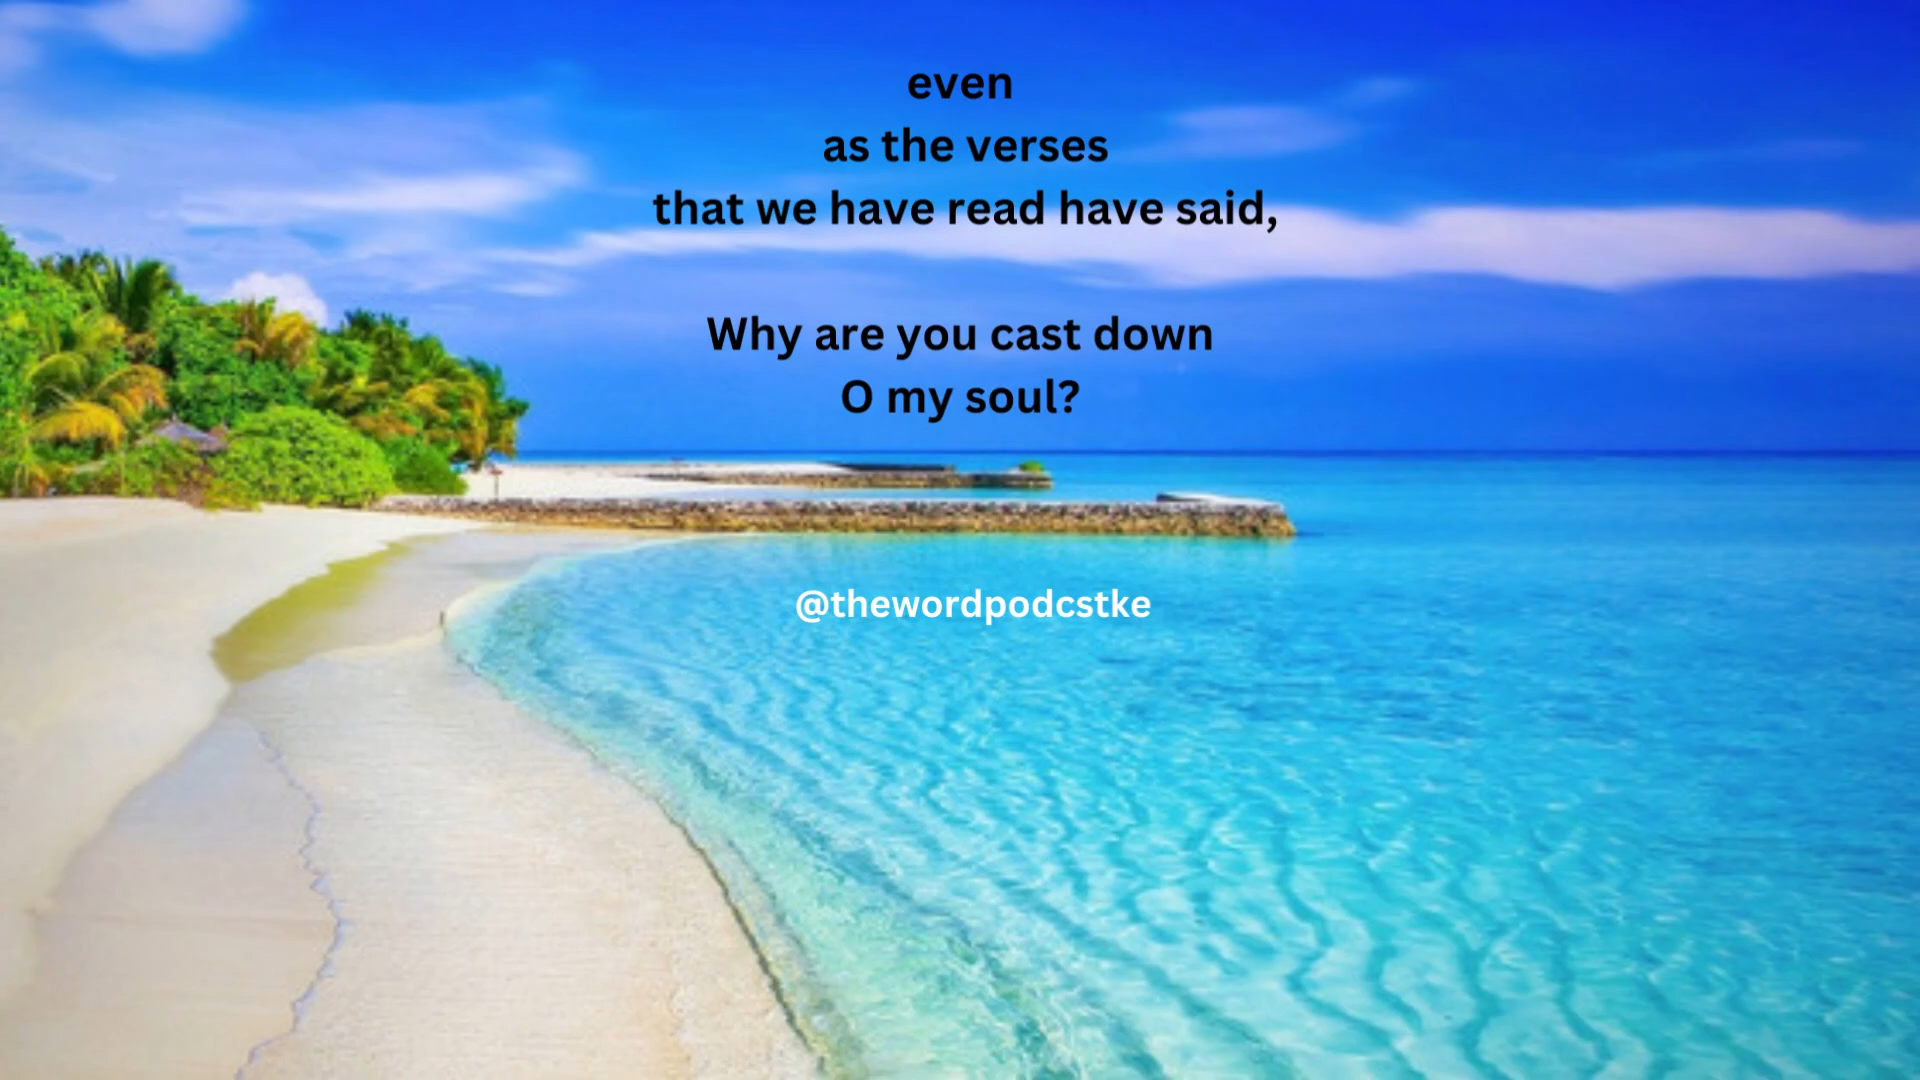 even
as the verses
that we have read have said,
Why are you cast down
O my soul?
@thewordpodcstke